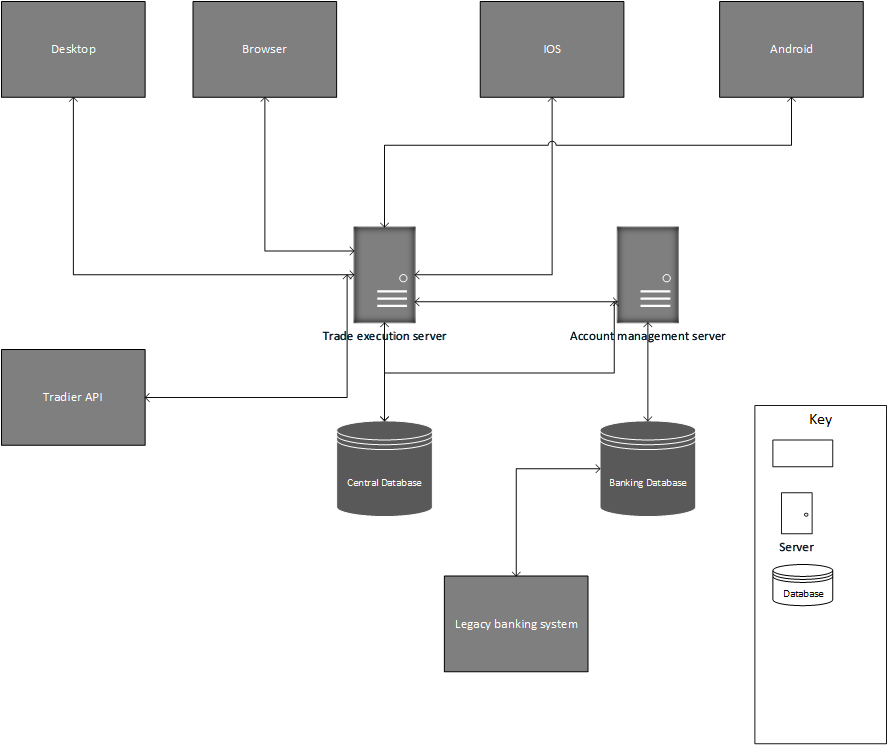 Desktop
Browser
IOS
Android
Trade execution server
Account management server
Tradier API
Central Database
Banking Database
Legacy banking system
Key
Server
Database